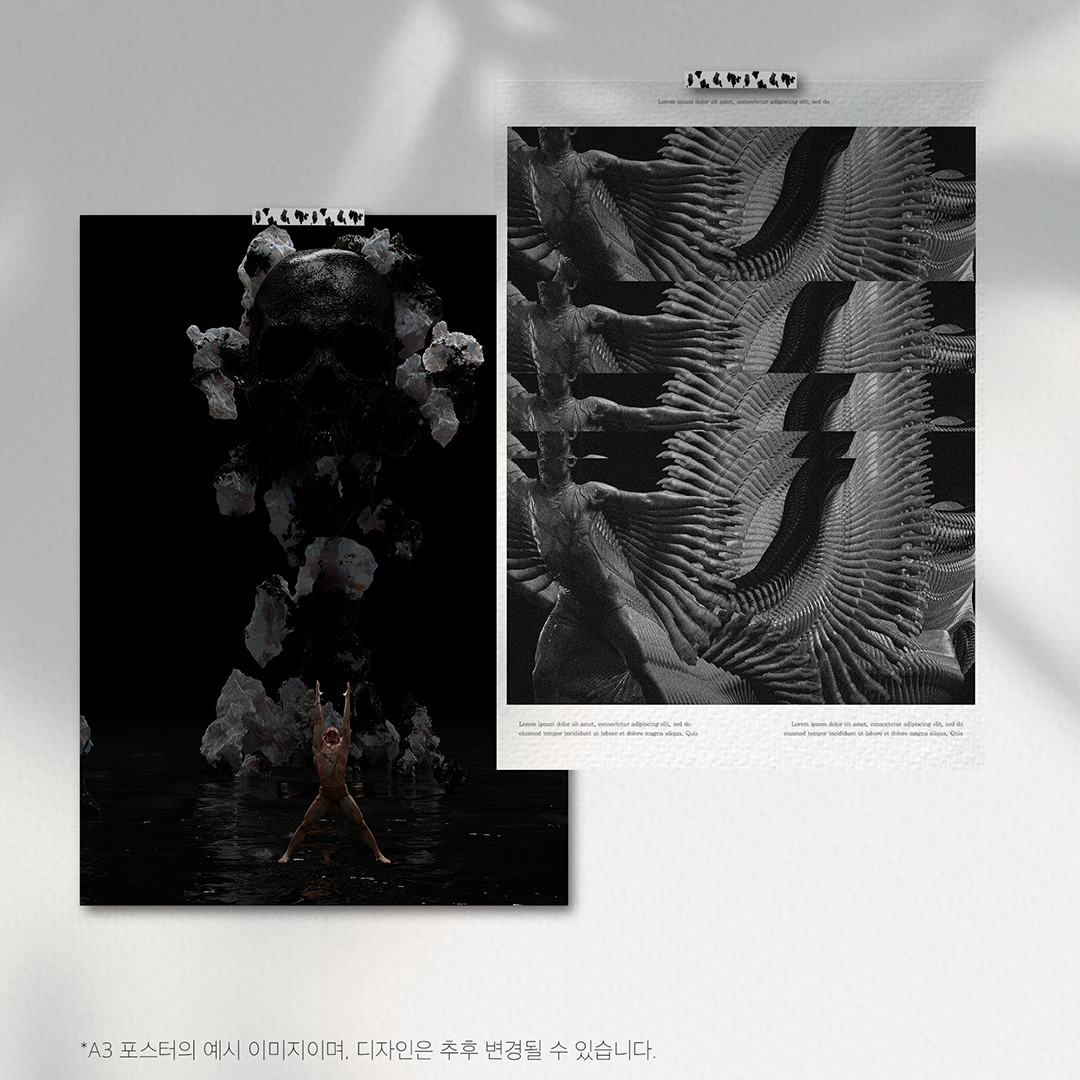 Lorem ipsum dolor sit amet, consectetur adipiscing elit, sed do
Lorem ipsum dolor sit amet, consectetur adipiscing elit, sed do
eiusmod tempor incididunt ut labore et dolore magna aliqua, Quis
Lorem ipsum dolor sit amet, consectetur adipiscing elit, sed do
eiusmod tempor incididunt ut labore et dolore magna aliqua, Quis
*A3 포스터의 예시 이미지이며, 디자인은 추후 변경될 수 있습니다.